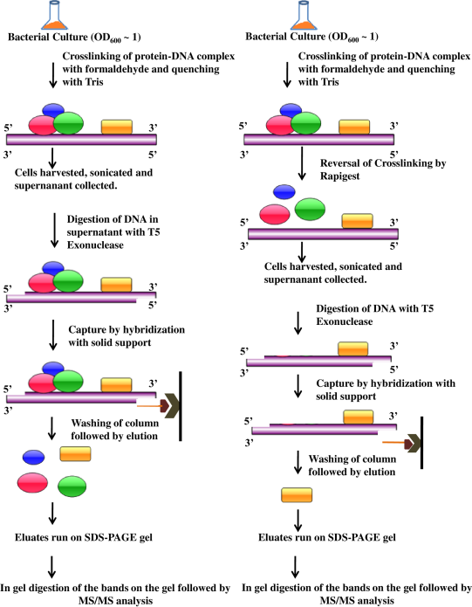 Bacterial Culture (OD600 ~ 1)
Crosslinking of protein-DNA complex
with formaldehyde and quenching
with Tris
5’ 3’
3’ 5’
Cells harvested, sonicated and
supernanant collected.
Digestion of DNA in
supernatant with T5
Exonuclease
5’ 3’
3’ 5’
Capture by hybridization
with solid support
5’ 3’
3’
Washing of column
followed by elution
Eluates run on SDS-PAGE gel
In gel digestion of the bands on the gel followed by
MS/MS analysis
Bacterial Culture (OD600 ~ 1)
Crosslinking of protein-DNA complex
with formaldehyde and quenching
with Tris
5’ 3’
3’ 5’
Reversal of Crosslinking by
Rapigest
5’ 3’
3’ 5’
Cells harvested, sonicated and
supernanant collected.
Digestion of DNA with T5
Exonuclease
5’ 3’
3’ 5’
Capture by hybridization with
solid support
5’ 3’
3’
Washing of column
followed by elution
Eluates run on SDS-PAGE gel
In gel digestion of the bands on the gel followed by
MS/MS analysis